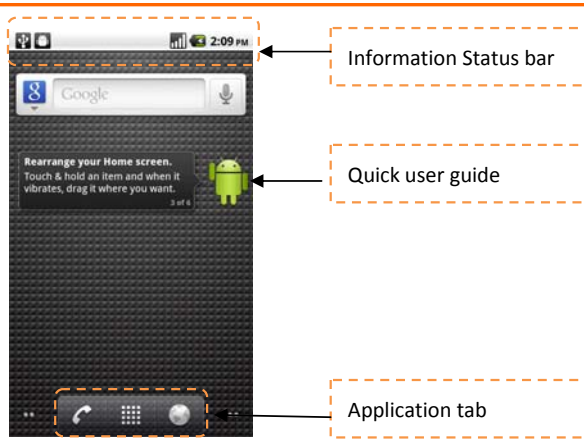 2:09 PM
Information Status bar
8 Google
Rearrange your Home screen.
Touch & hold an item and when it
vibrates, drag it where you want.
3 of 6
Quick user guide
Application tab